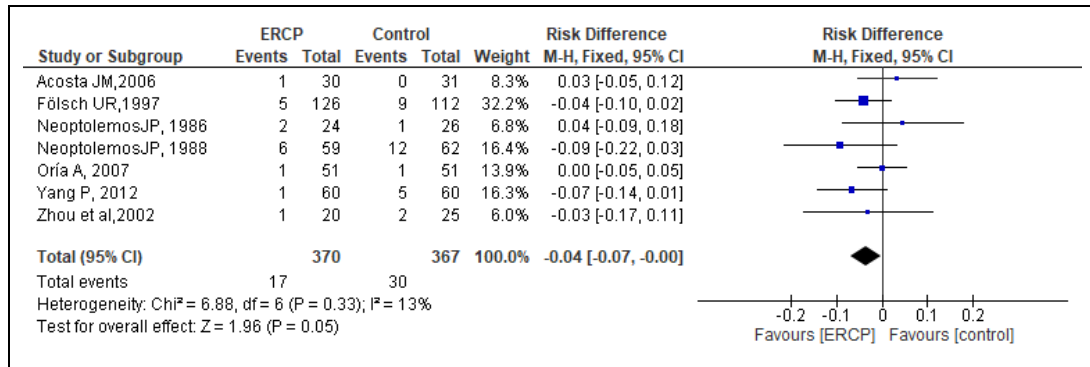 ERCP Control Risk Difference Risk Difference
Study or Subgroup Events Total Events Total Weight M-H, Fixed, 95% CI M-H, Fixed, 95% CI
Acosta JM,2006 1 30 0 31 8.3% 0.03 [-0.05, 0.12]
Fölsch UR,1997 5 126 9 112 32.2% -0.04 [-0.10, 0.02]
NeoptolemosJP, 1986 2 24 1 26 6.8% 0.04 [-0.09, 0.18]
NeoptolemosJP, 1988 6 59 12 62 16.4% -0.09 [-0.22, 0.03]
Oría A, 2007 1 51 1 51 13.9% 0.00 [-0.05, 0.05]
Yang P, 2012 1 60 5 60 16.3% -0.07 [-0.14, 0.01]
Zhou et al,2002 1 20 2 25 6.0% -0.03 [-0.17, 0.11]
Total (95% CI) 370 367 100.0% -0.04 [-0.07, -0.00]
Total events 17 30
Heterogeneity: Chi² = 6.88, df = 6 (P = 0.33); I² = 13%
Test for overall effect: Z = 1.96 (P = 0.05)
-0.2 -0.1 0 0.1 0.2
Favours [ERCP] Favours [control]